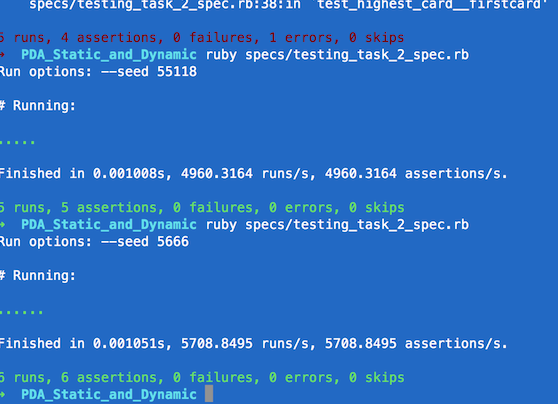 specs/testing_task_2_spec.rb:38:in `test_highest_card__firstcard'
5 runs, 4 assertions, 0 failures, 1 errors, 0 skips
➜ PDA_Static_and_Dynamic ruby specs/testing_task_2_spec.rb
Run options: --seed 55118
# Running:
.....
Finished in 0.001008s, 4960.3164 runs/s, 4960.3164 assertions/s.
5 runs, 5 assertions, 0 failures, 0 errors, 0 skips
➜ PDA_Static_and_Dynamic ruby specs/testing_task_2_spec.rb
Run options: --seed 5666
# Running:
......
Finished in 0.001051s, 5708.8495 runs/s, 5708.8495 assertions/s.
6 runs, 6 assertions, 0 failures, 0 errors, 0 skips
➜ PDA_Static_and_Dynamic